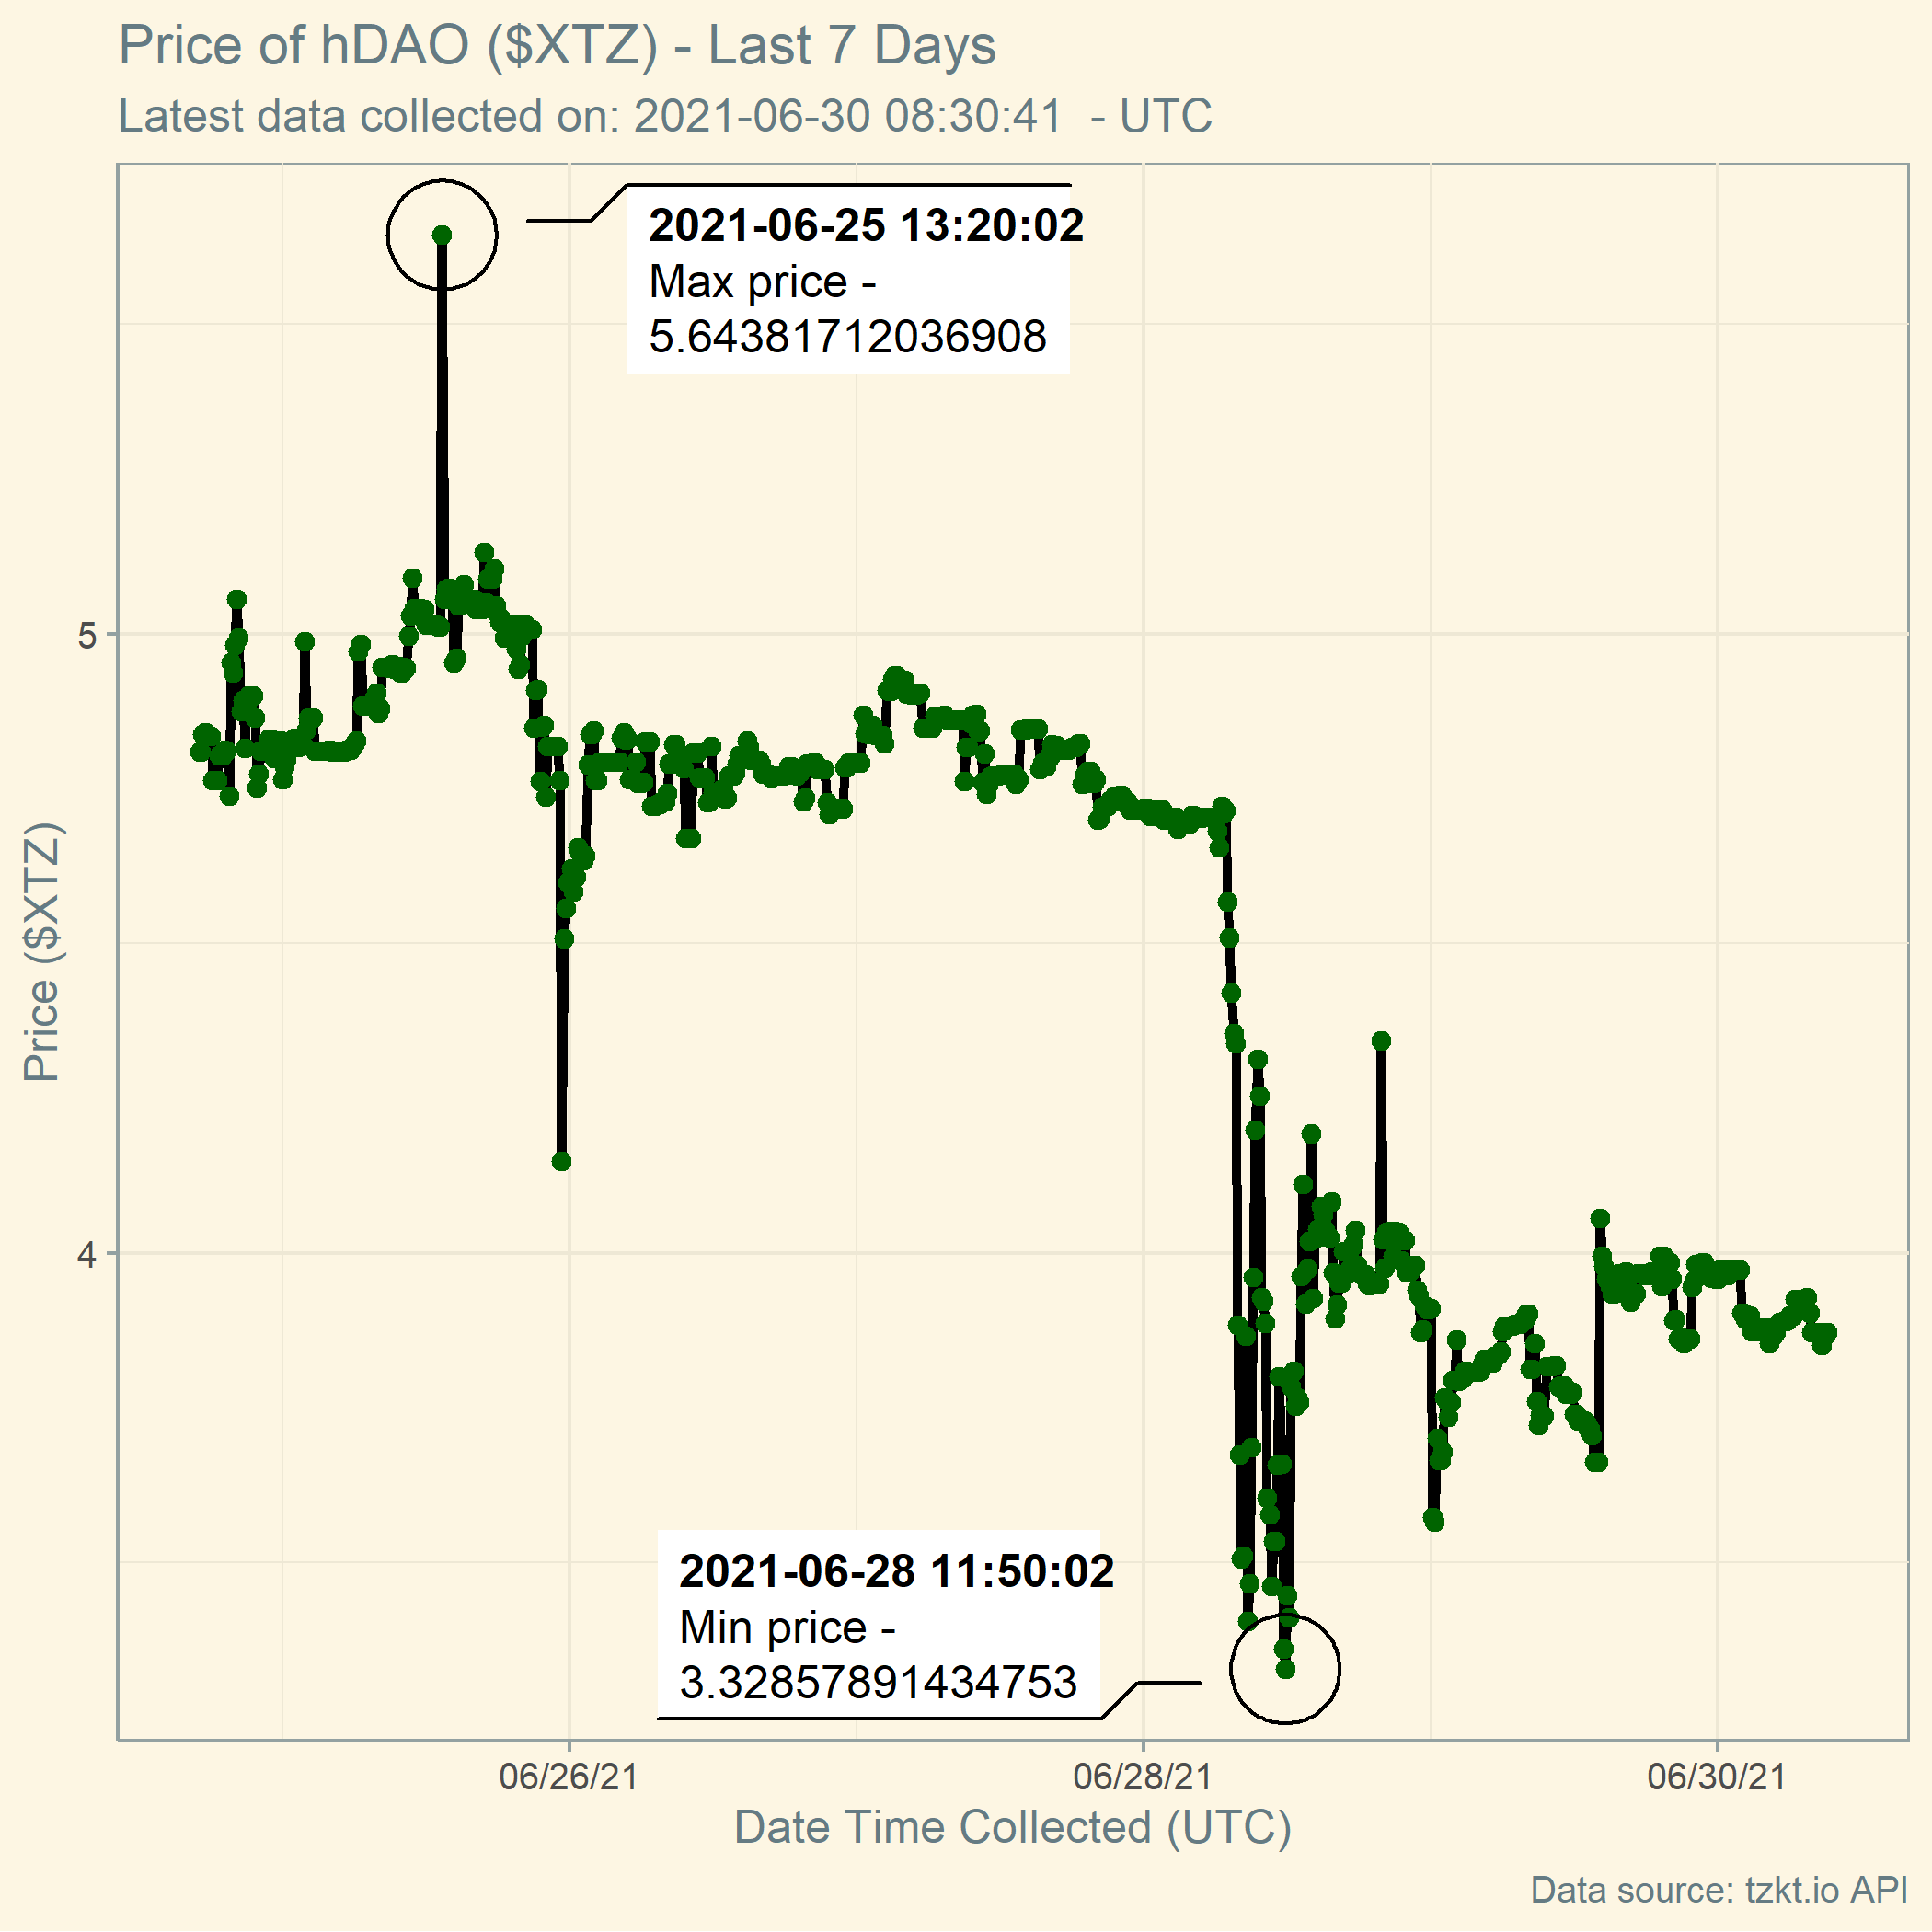 Price of hDAO ($XTZ) - Last 7 Days
Latest data collected on: 2021-06-30 08:30:41  - UTC
2021-06-25 13:20:02
Max price -
5.64381712036908
5
Price ($XTZ)
4
2021-06-28 11:50:02
Min price -
3.32857891434753
06/26/21
06/28/21
06/30/21
Date Time Collected (UTC)
Data source: tzkt.io API